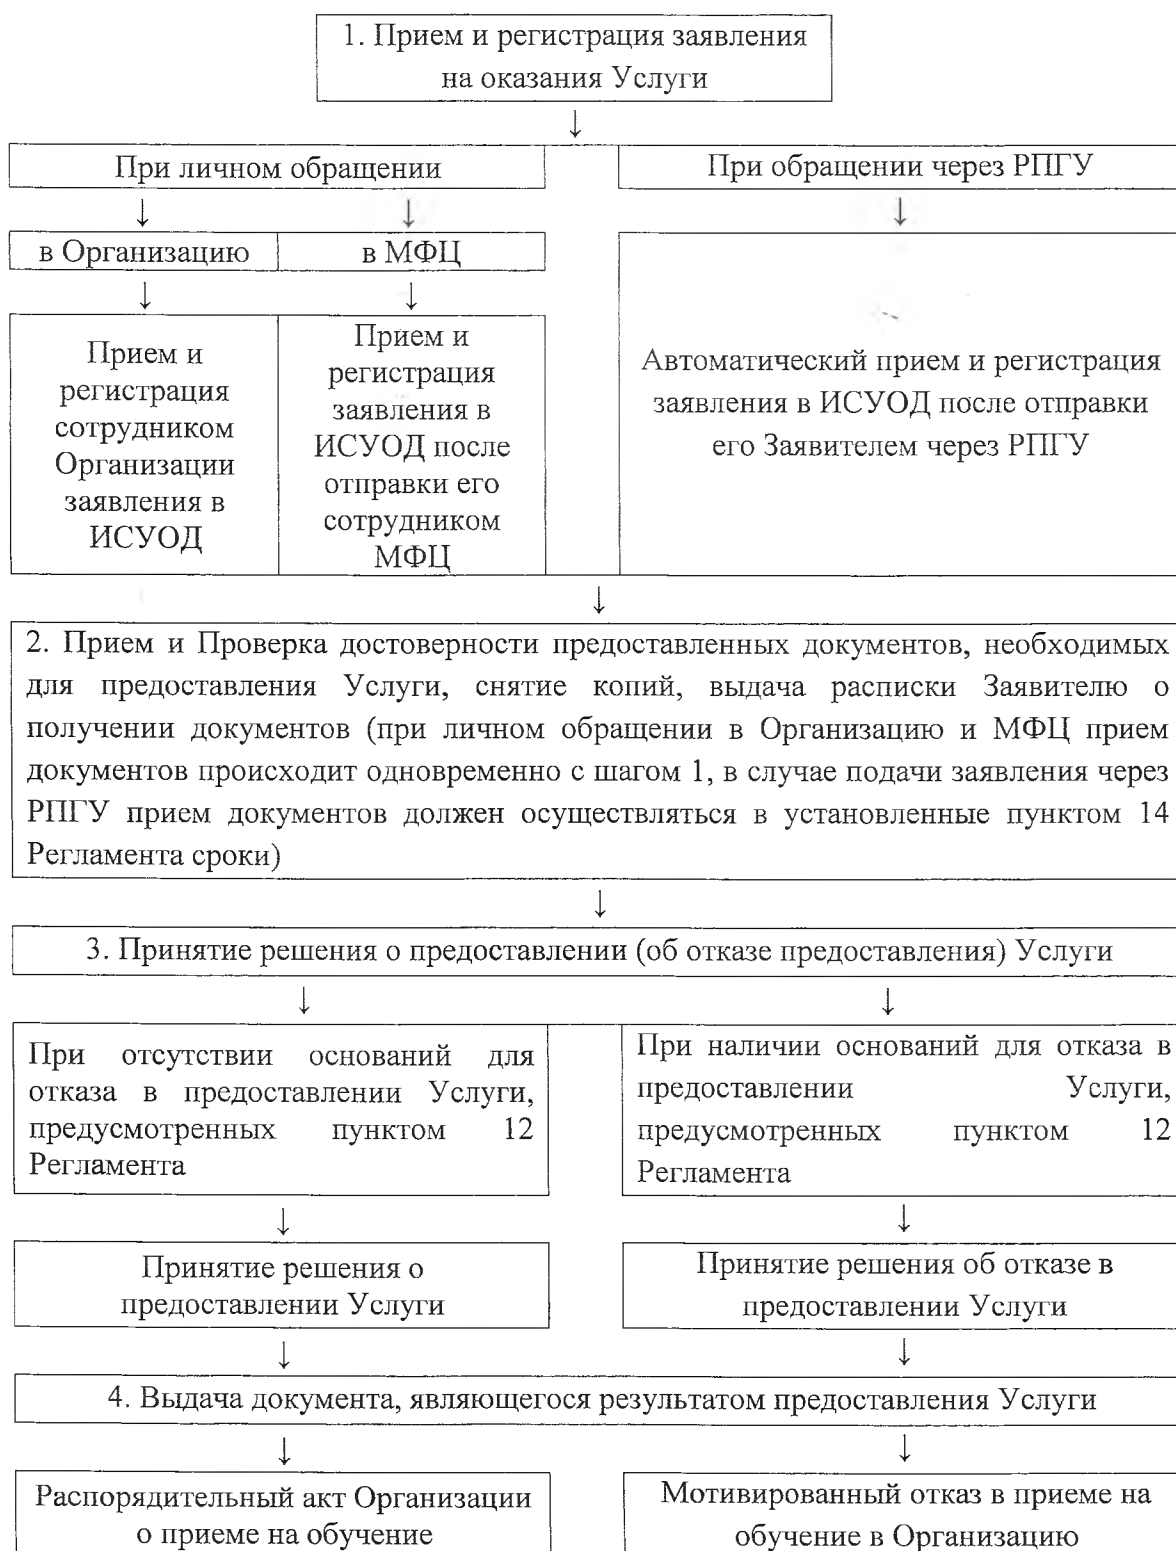 1. Прием и регистрация заявления
на оказания Услуги
↓
При личном обращении
При обращении через РПГУ
↓
↓
↓
в Организацию
в МФЦ
↓
↓
Прием и
регистрация
сотрудником
Организации
заявления в
ИСУОД
Прием и
регистрация
заявления в
ИСУОД после
отправки его
сотрудником
МФЦ
Автоматический прием и регистрация
заявления в ИСУОД после отправки
его Заявителем через РПГУ
↓
2. Прием и Проверка достоверности предоставленных документов, необходимых
для предоставления Услуги, снятие копий, выдача расписки Заявителю о
получении документов (при личном обращении в Организацию и МФЦ прием
документов происходит одновременно с шагом 1, в случае подачи заявления через
РПГУ прием документов должен осуществляться в установленные пунктом 14
Регламента сроки)
↓
3. Принятие решения о предоставлении (об отказе предоставления) Услуги
↓
↓
При отсутствии оснований для
отказа в предоставлении Услуги,
предусмотренных пунктом 12
Регламента
При наличии оснований для отказа в
предоставлении Услуги,
предусмотренных пунктом 12
Регламента
↓
↓
Принятие решения о
предоставлении Услуги
Принятие решения об отказе в
предоставлении Услуги
↓
↓
4. Выдача документа, являющегося результатом предоставления Услуги
↓
↓
Распорядительный акт Организации
о приеме на обучение
Мотивированный отказ в приеме на
обучение в Организацию